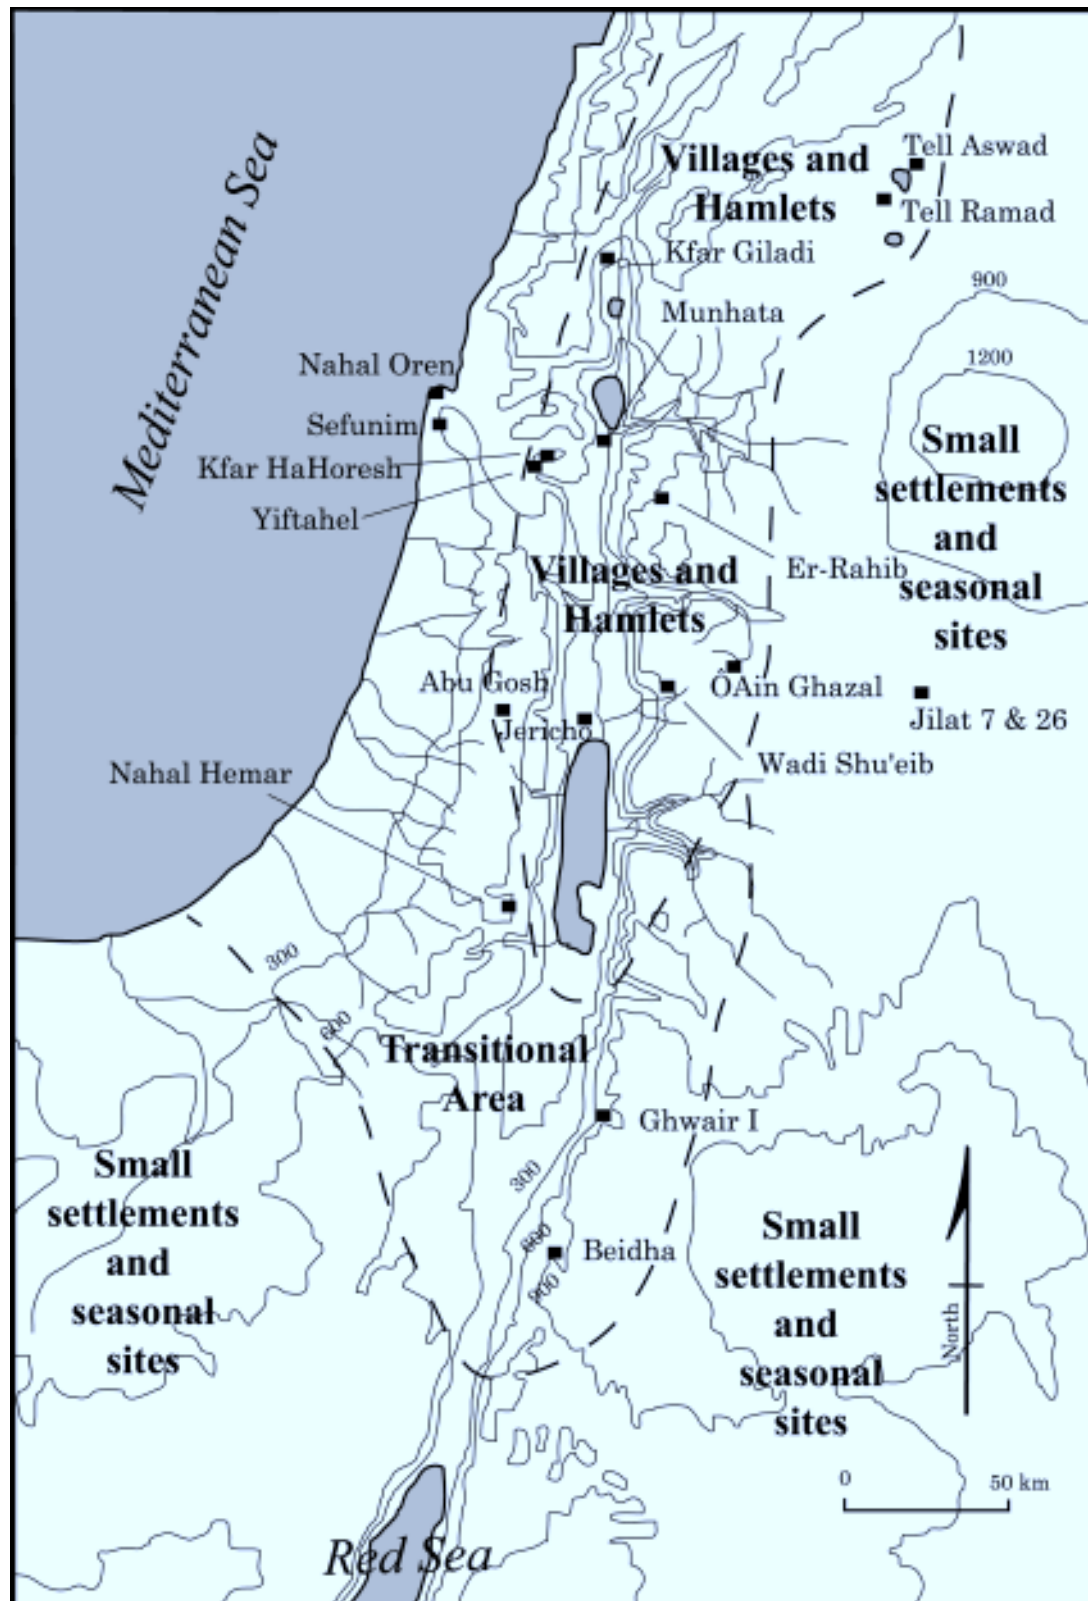 Mediterranean Sea
Villages and
Hamlets
Tell Aswad
Tell Ramad
Kfar Giladi
Munhata
900
1200
Nahal Oren
Sefunim
Kfar HaHoresh
Yiftahel
Small
settlements
and
seasonal
sites
Er-Rahib
Villages and
Hamlets
Abu Gosh
Jericho
ÔAin Ghazal
Jilat 7 & 26
Wadi Shu'eib
Nahal Hemar
300
600
Transitional
Area
Ghwair I
300
600
900
Beidha
Small
settlements
and
seasonal
sites
Small
settlements
and
seasonal
sites
North
0 50 km
Red Sea